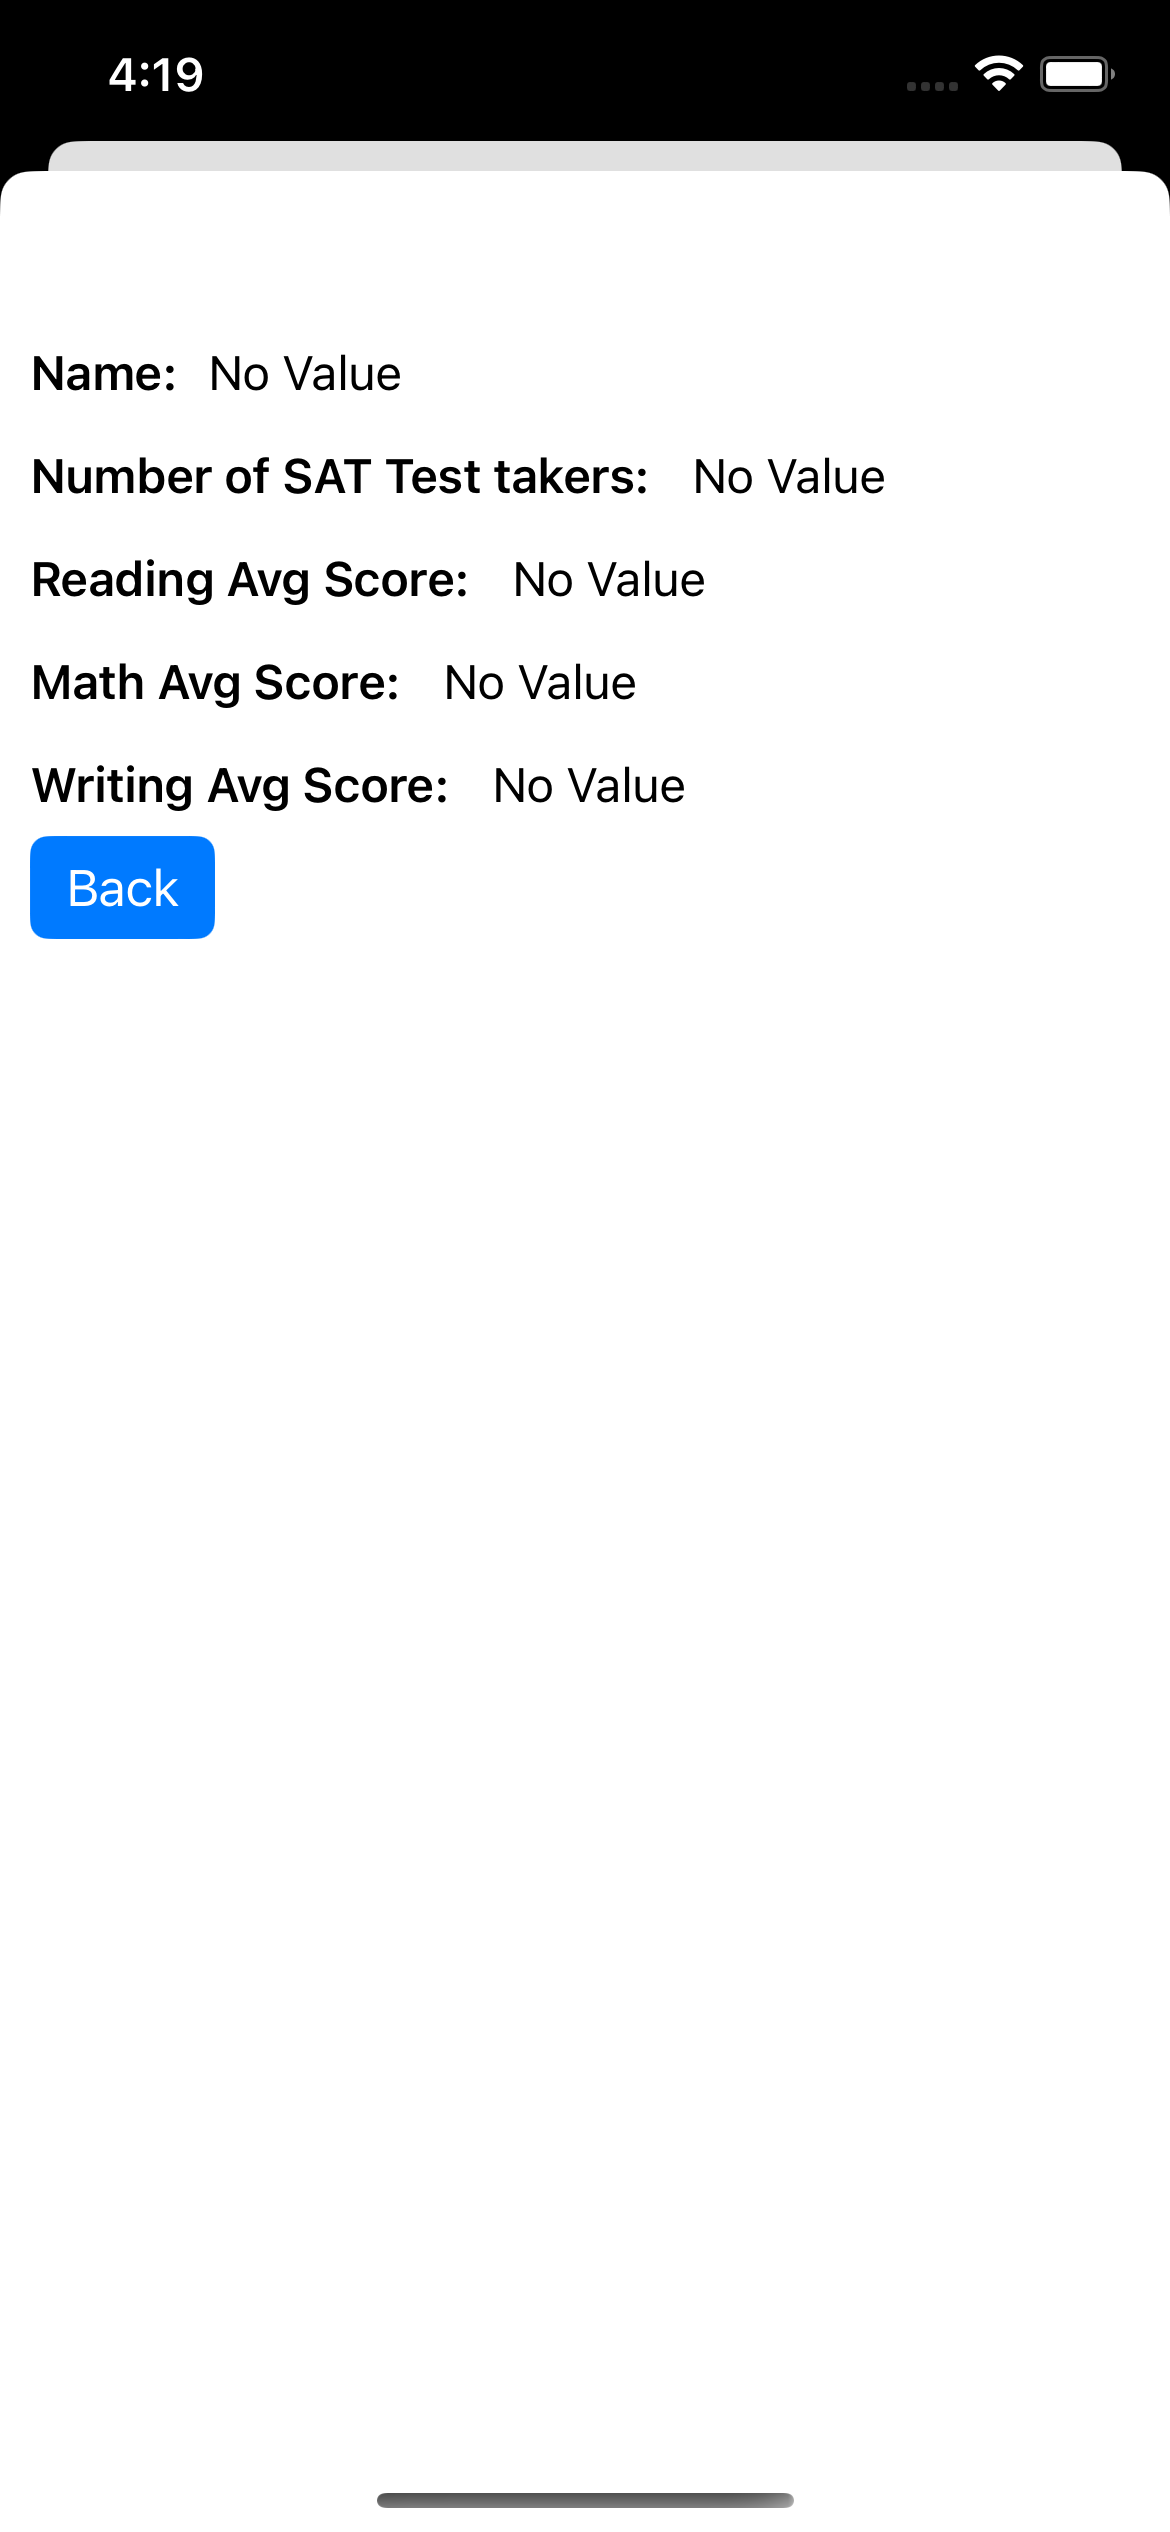 4:19
Name: No Value
Number of SAT Test takers: No Value
Reading Avg Score: No Value
Math Avg Score: No Value
Writing Avg Score: No Value
Back